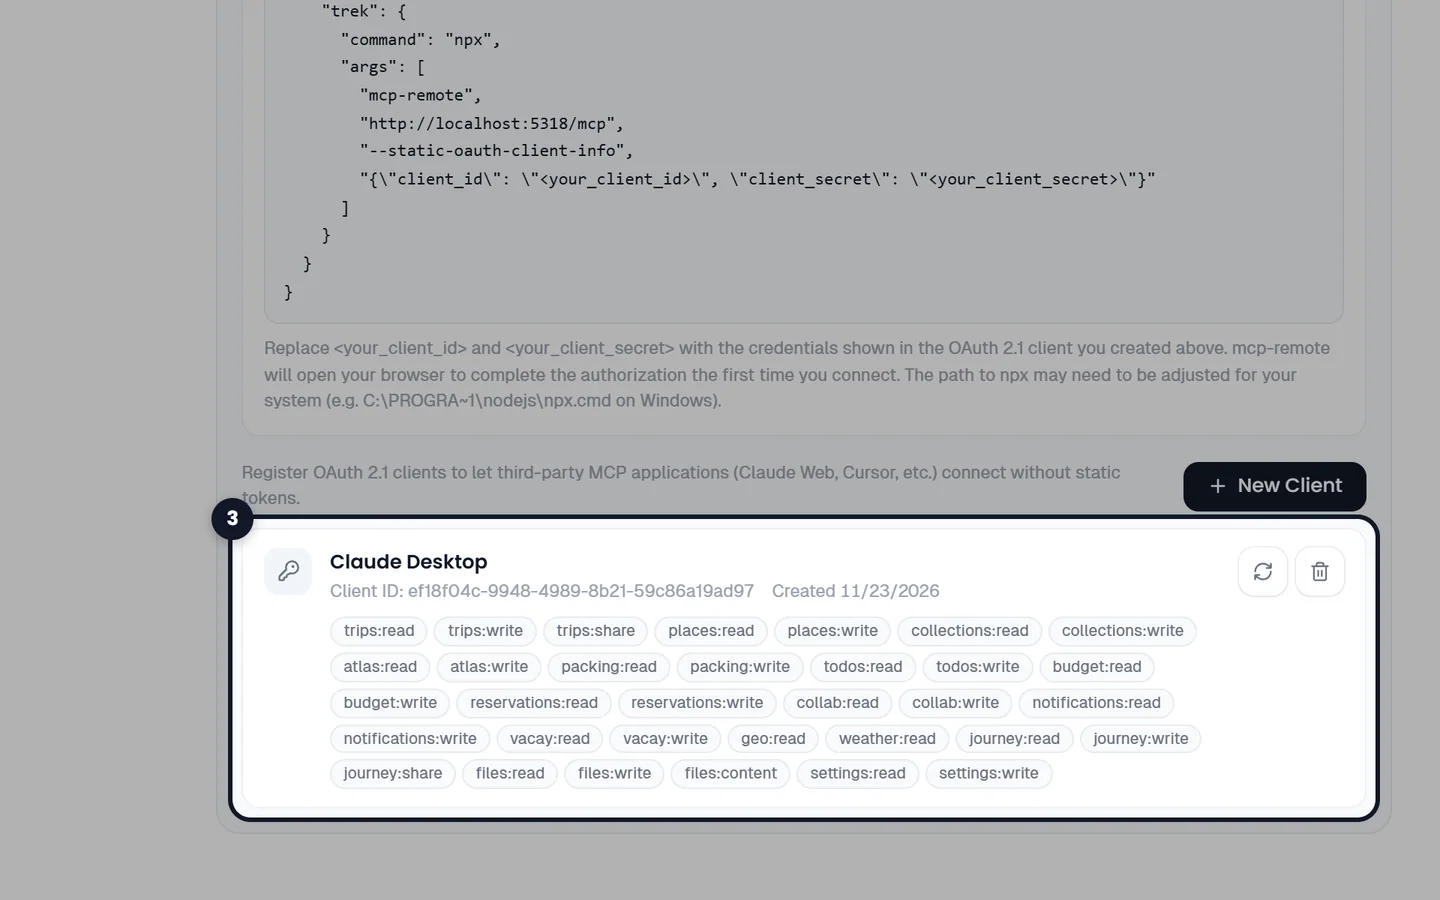 "trek": {
"command": "npx",
"args": [
"mcp-remote",
"http://localhost:5318/mcp",
"--static-oauth-client-info",
"{\"client_id\": \"<your_client_id>\", \"client_secret\": \"<your_client_secret>\"}"
]
}
}
}
Replace <your_client_id> and <your_client_secret> with the credentials shown in the OAuth 2.1 client you created above. mcp-remote
will open your browser to complete the authorization the first time you connect. The path to npx may need to be adjusted for your
system (e.g. C:\PROGRA~1\nodejs\npx.cmd on Windows).
Register OAuth 2.1 clients to let third-party MCP applications (Claude Web, Cursor, etc.) connect without static
tokens.
+ New Client
3
Claude Desktop
Client ID: ef18f04c-9948-4989-8b21-59c86a19ad97 Created 11/23/2026
trips:read trips:write trips:share places:read places:write collections:read collections:write
atlas:read atlas:write packing:read packing:write todos:read todos:write budget:read
budget:write reservations:read reservations:write collab:read collab:write notifications:read
notifications:write vacay:read vacay:write geo:read weather:read journey:read journey:write
journey:share files:read files:write files:content settings:read settings:write